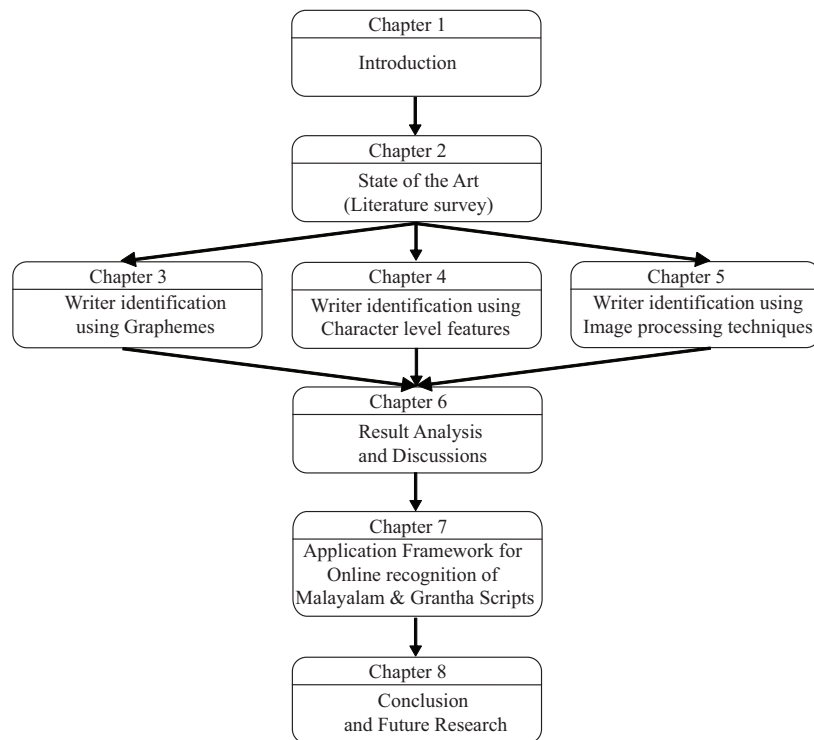 Chapter 1
Introduction
Chapter 2
State of the Art
(Literature survey)
Chapter 3
Writer identification
using Graphemes
Chapter 4
Writer identification using
Character level features
Chapter 5
Writer identification using
Image processing techniques
Chapter 6
Result Analysis
and Discussions
Chapter 7
Application Framework for
Online recognition of
Malayalam & Grantha Scripts
Chapter 8
Conclusion
and Future Research